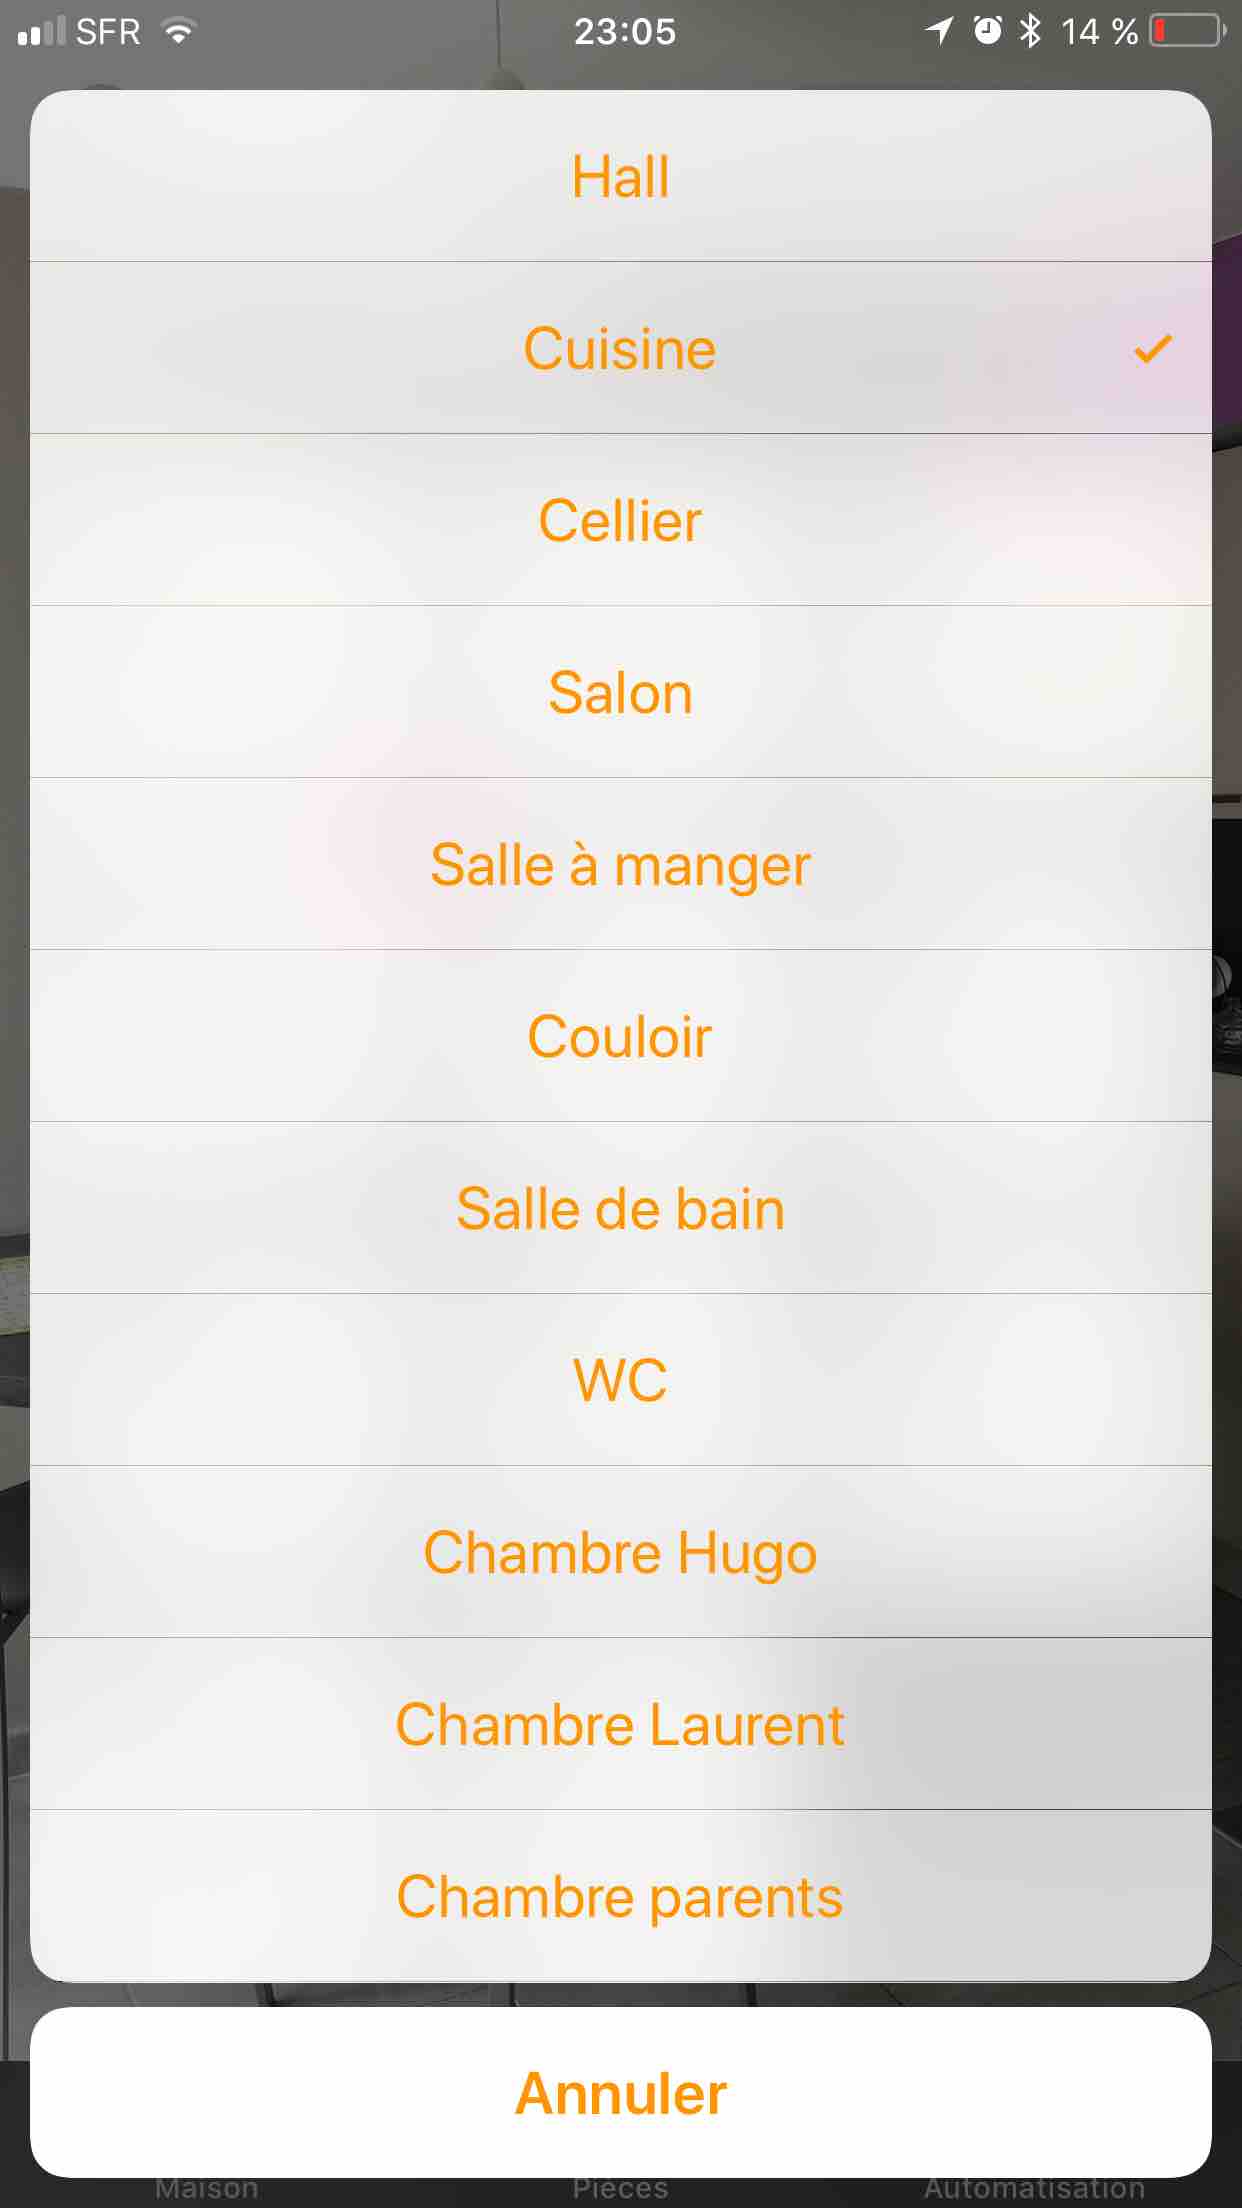 SFR 23:05 14 %
Hall
Cuisine
Cellier
Salon
Salle à manger
Couloir
Salle de bain
WC
Chambre Hugo
Chambre Laurent
Chambre parents
Annuler
Maison Pièces Automatisation